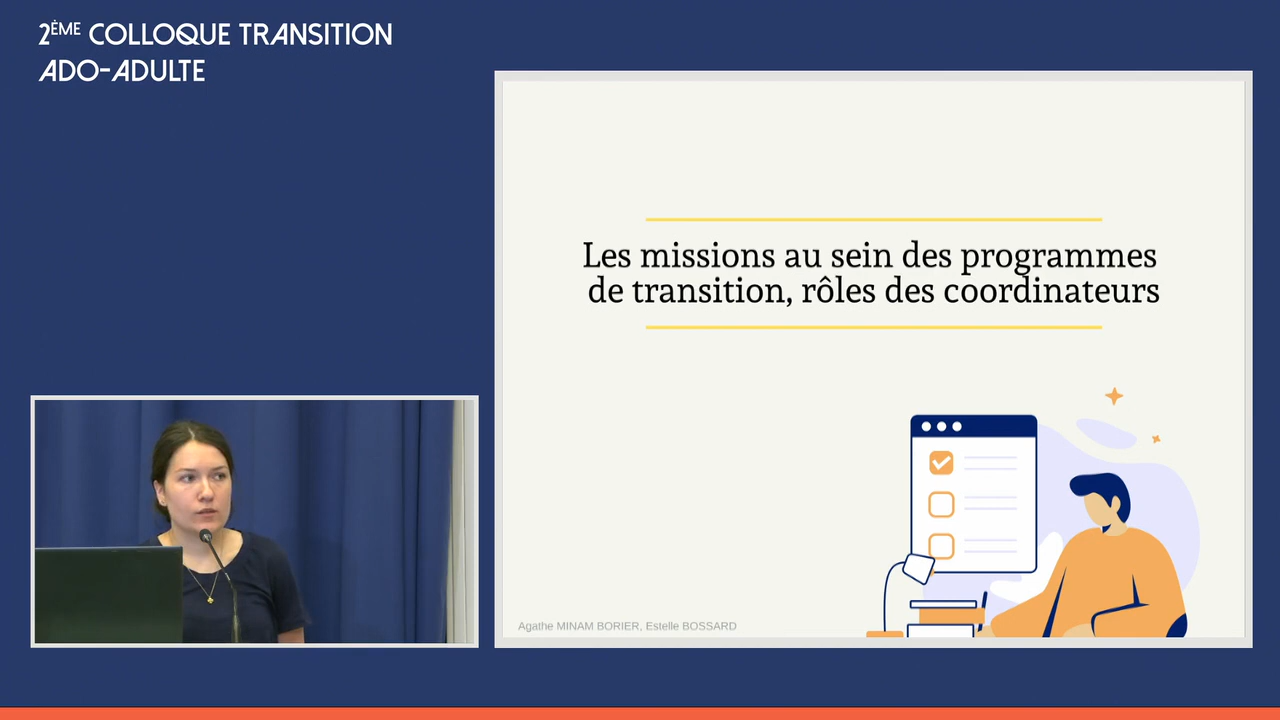 2ÈME COLLOQUE TRANSITION
ADO-ADULTE
Les missions au sein des programmes
de transition, rôles des coordinateurs
Agathe MINAM BORIER, Estelle BOSSARD